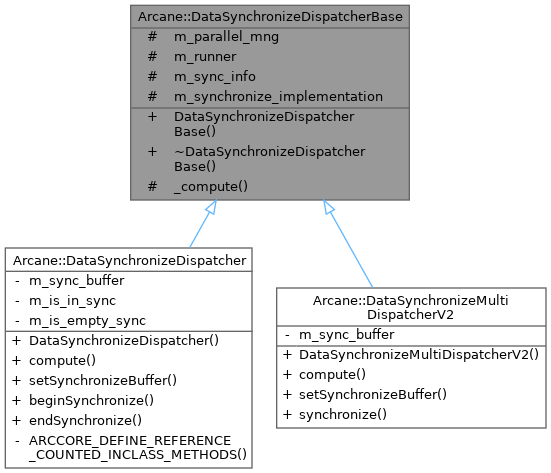 Arcane::DataSynchronizeDispatcherBase
# m_parallel_mng
# m_runner
# m_sync_info
# m_synchronize_implementation
+ DataSynchronizeDispatcher
Base()
+ ~DataSynchronizeDispatcher
Base()
# _compute()
Arcane::DataSynchronizeDispatcher
- m_sync_buffer
- m_is_in_sync
- m_is_empty_sync
+ DataSynchronizeDispatcher()
+ compute()
+ setSynchronizeBuffer()
+ beginSynchronize()
+ endSynchronize()
- ARCCORE_DEFINE_REFERENCE
_COUNTED_INCLASS_METHODS()
Arcane::DataSynchronizeMulti
DispatcherV2
- m_sync_buffer
+ DataSynchronizeMultiDispatcherV2()
+ compute()
+ setSynchronizeBuffer()
+ synchronize()